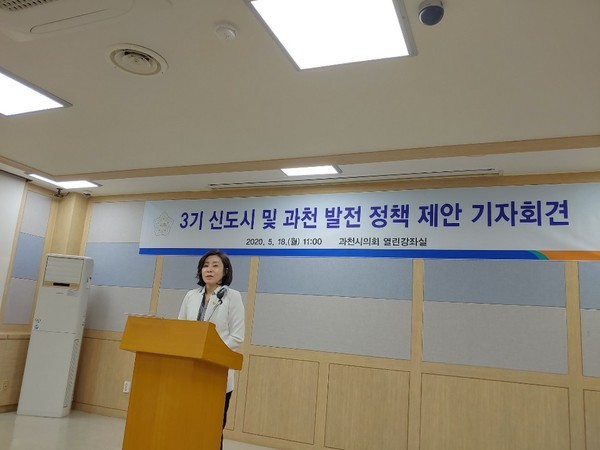 3기 신도시 및 과천 발전 정책 제안 기자회견
2020. 5. 18.(월) 11:00 과천시의회 열린강좌실